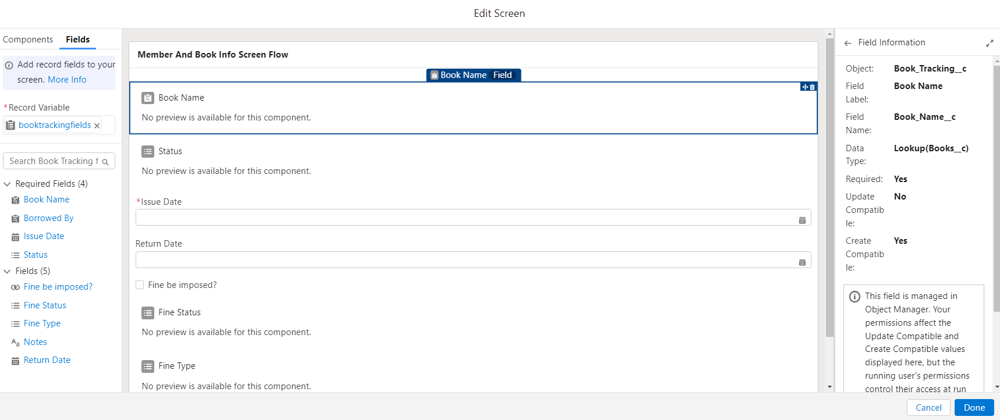 Edit Screen
Components
Fields
Add record fields to your
screen. More Info
*Record Variable
booktrackingfields
Search Book Tracking f
Required Fields (4)
Book Name
Borrowed By
Issue Date
Status
Fields (5)
Fine be imposed?
Fine Status
Fine Type
Notes
Return Date
Member And Book Info Screen Flow
Book Name Field
Book Name
No preview is available for this component.
Status
No preview is available for this component.
*Issue Date
Return Date
Fine be imposed?
Fine Status
No preview is available for this component.
Fine Type
No preview is available for this component.
Field Information
Object: Book_Tracking__c
Field Book Name
Label:
Field Book_Name__c
Name:
Data Lookup(Books__c)
Type:
Required: Yes
Update No
Compatib
le:
Create Yes
Compatib
le:
This field is managed in
Object Manager. Your
permissions affect the
Update Compatible and
Create Compatible values
displayed here, but the
running user's permissions
control their access at run
Cancel
Done